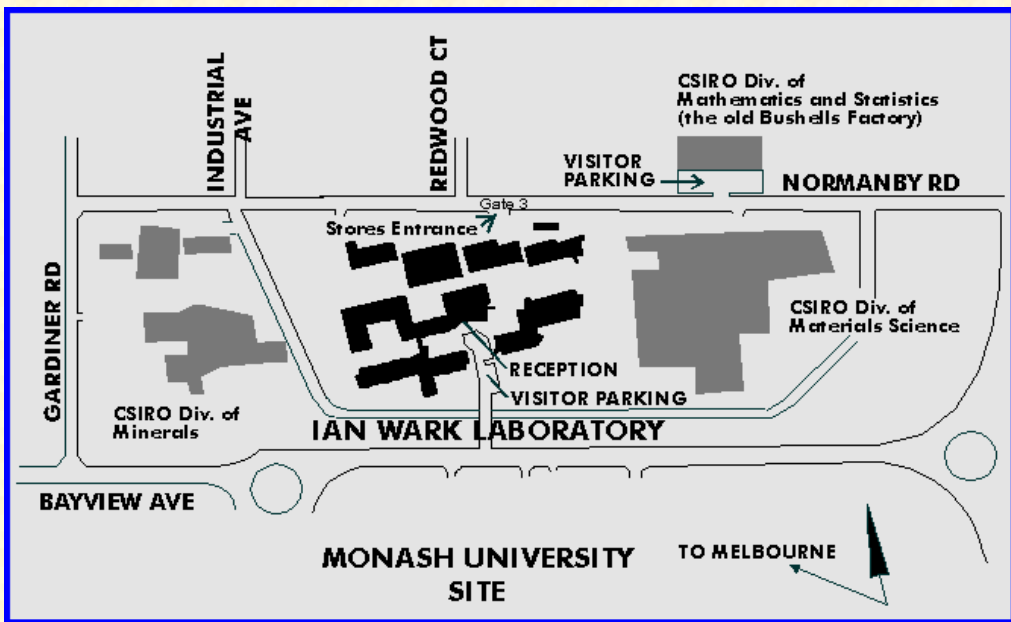 INDUSTRIAL
AVE
REDWOOD CT
CSIRO Div. of
Mathematics and Statistics
(the old Bushells Factory)
VISITOR
PARKING
NORMANBY RD
Gate 3
Stores Entrance
GARDINER RD
CSIRO Div. of
Materials Science
RECEPTION
VISITOR PARKING
CSIRO Div. of
Minerals
IAN WARK LABORATORY
BAYVIEW AVE
MONASH UNIVERSITY
SITE
TO MELBOURNE